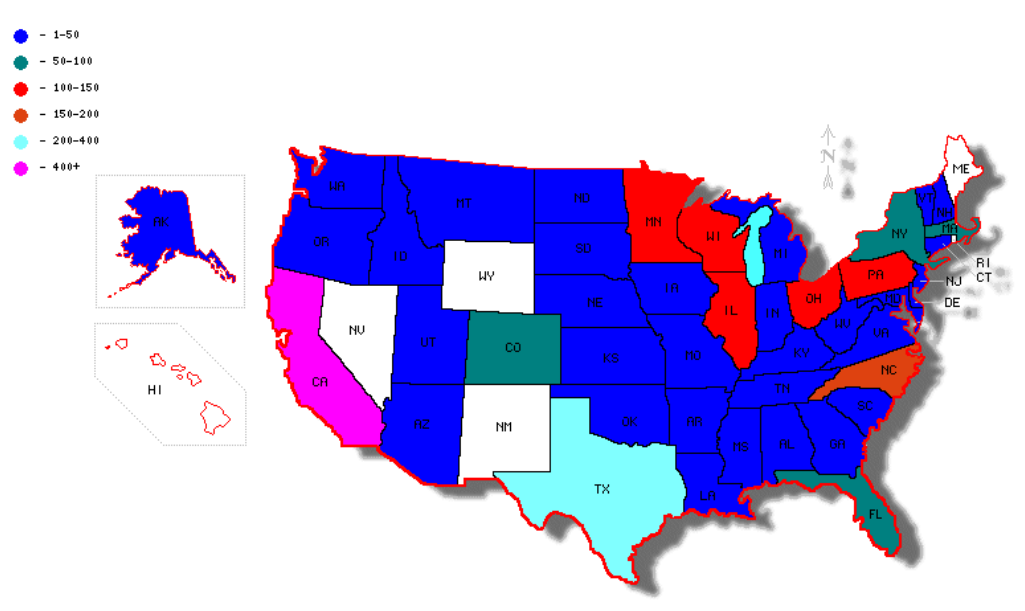 - 1-50
- 50-100
- 100-150
- 150-200
- 200-400
- 400+
N
ME
WA
MT
ND
AK
VT
NH
MN
MA
OR
WI
NY
SD
MI
ID
RI
WY
PA
CT
NJ
IA
NE
OH
MD
DE
IL
IN
WV
NV
VA
UT
CO
KS
MO
KY
NC
CA
HI
TN
SC
AZ
NM
OK
AR
MS
AL
GA
TX
LA
FL